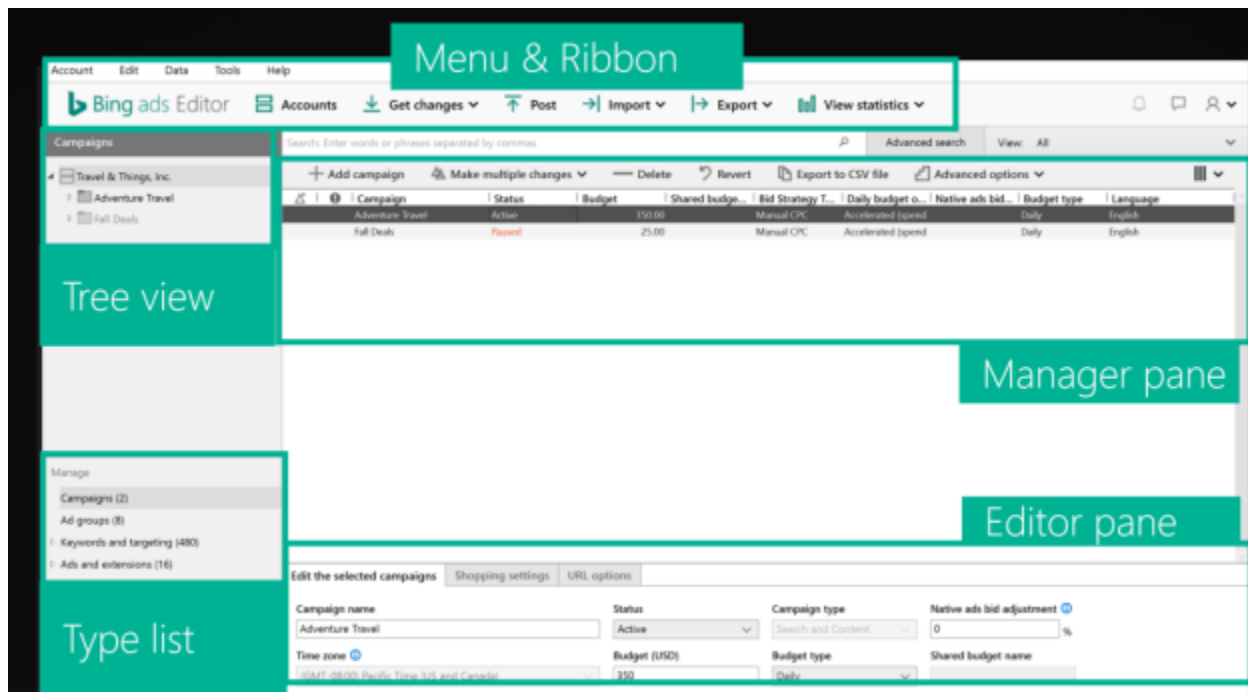 Menu & Ribbon
Account Edit Data Tools Help
Bing ads Editor Accounts Get changes Post Import Export View statistics
Campaigns
Search: Enter words or phrases separated by commas Advanced search View: All
Travel & Things, Inc.
Adventure Travel
Fall Deals
Add campaign Make multiple changes Delete Revert Export to CSV file Advanced options
Campaign Status Budget Shared budge... Bid Strategy T... Daily budget o... Native ads bid... Budget type Language
Adventure Travel Active 350.00 Manual CPC Accelerated (spend Daily English
Fall Deals Paused 25.00 Manual CPC Accelerated (spend Daily English
Tree view
Manager pane
Manage
Campaigns (2)
Ad groups (8)
Keywords and targeting (480)
Ads and extensions (16)
Type list
Editor pane
Edit the selected campaigns Shopping settings URL options
Campaign name Status Campaign type Native ads bid adjustment
Adventure Travel Active Search and Content 0 %
Time zone Budget (USD) Budget type Shared budget name
(GMT-08:00) Pacific Time (US and Canada) 350 Daily